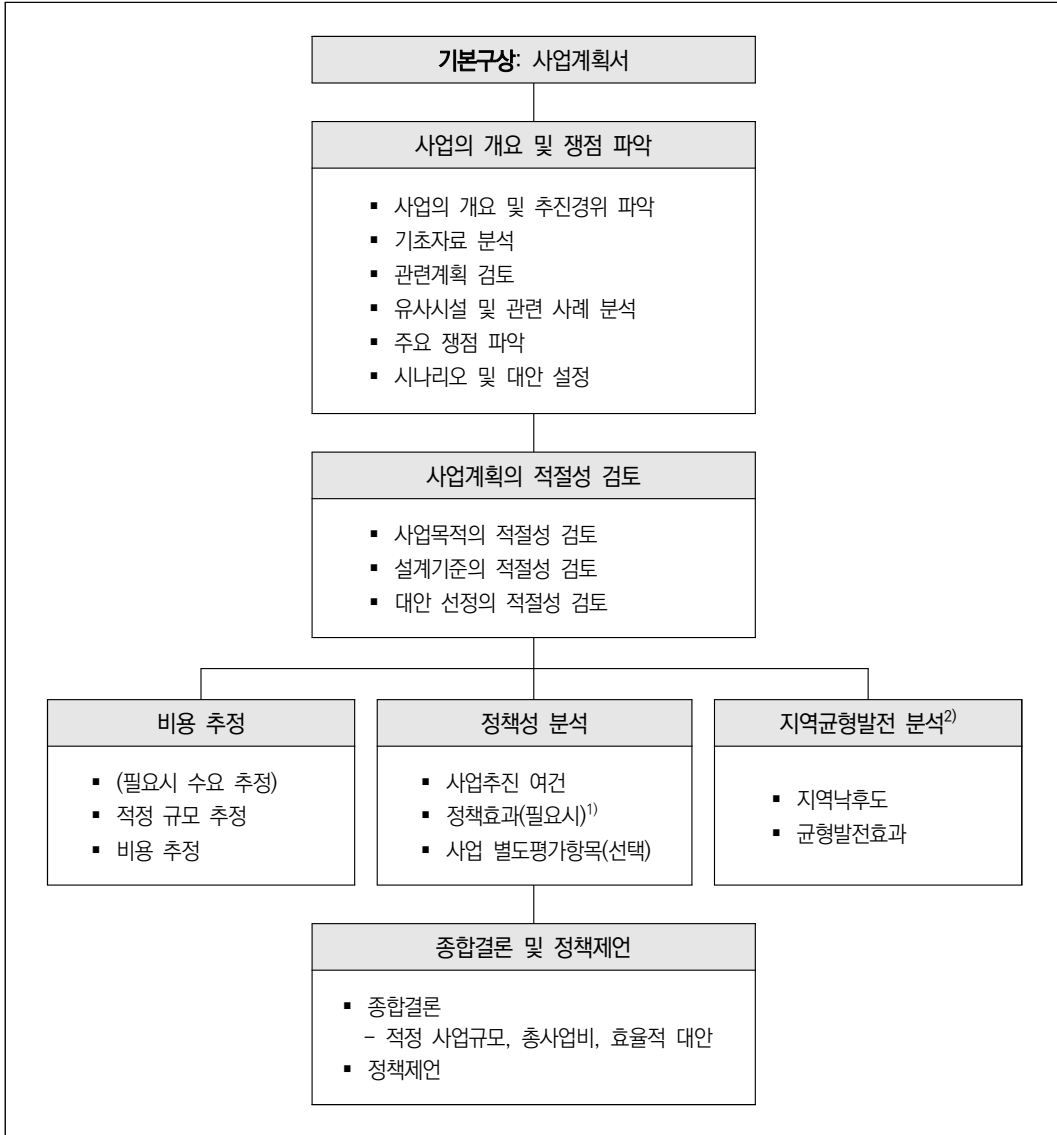 기본구상: 사업계획서
사업의 개요 및 쟁점 파악
▪ 사업의 개요 및 추진경위 파악
▪ 기초자료 분석
▪ 관련계획 검토
▪ 유사시설 및 관련 사례 분석
▪ 주요 쟁점 파악
▪ 시나리오 및 대안 설정
사업계획의 적절성 검토
▪ 사업목적의 적절성 검토
▪ 설계기준의 적절성 검토
▪ 대안 선정의 적절성 검토
비용 추정
▪ (필요시 수요 추정)
▪ 적정 규모 추정
▪ 비용 추정
정책성 분석
▪ 사업추진 여건
▪ 정책효과(필요시)1)
▪ 사업 별도평가항목(선택)
지역균형발전 분석2)
▪ 지역낙후도
▪ 균형발전효과
종합결론 및 정책제언
▪ 종합결론
- 적정 사업규모, 총사업비, 효율적 대안
▪ 정책제언